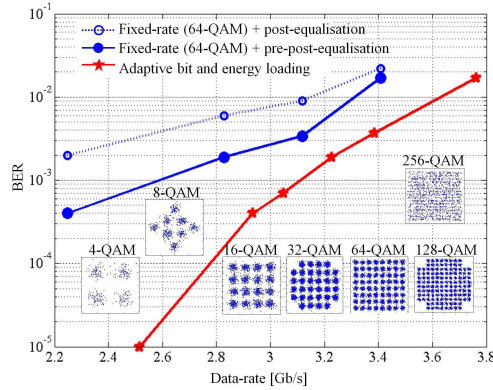 Fixed-rate (64-QAM) + post-equalisation
Fixed-rate (64-QAM) + pre-post-equalisation
Adaptive bit and energy loading
10^-1
10^-2
10^-3
10^-4
10^-5
BER
256-QAM
8-QAM
4-QAM
16-QAM 32-QAM 64-QAM 128-QAM
2.2 2.4 2.6 2.8 3 3.2 3.4 3.6 3.8
Data-rate [Gb/s]